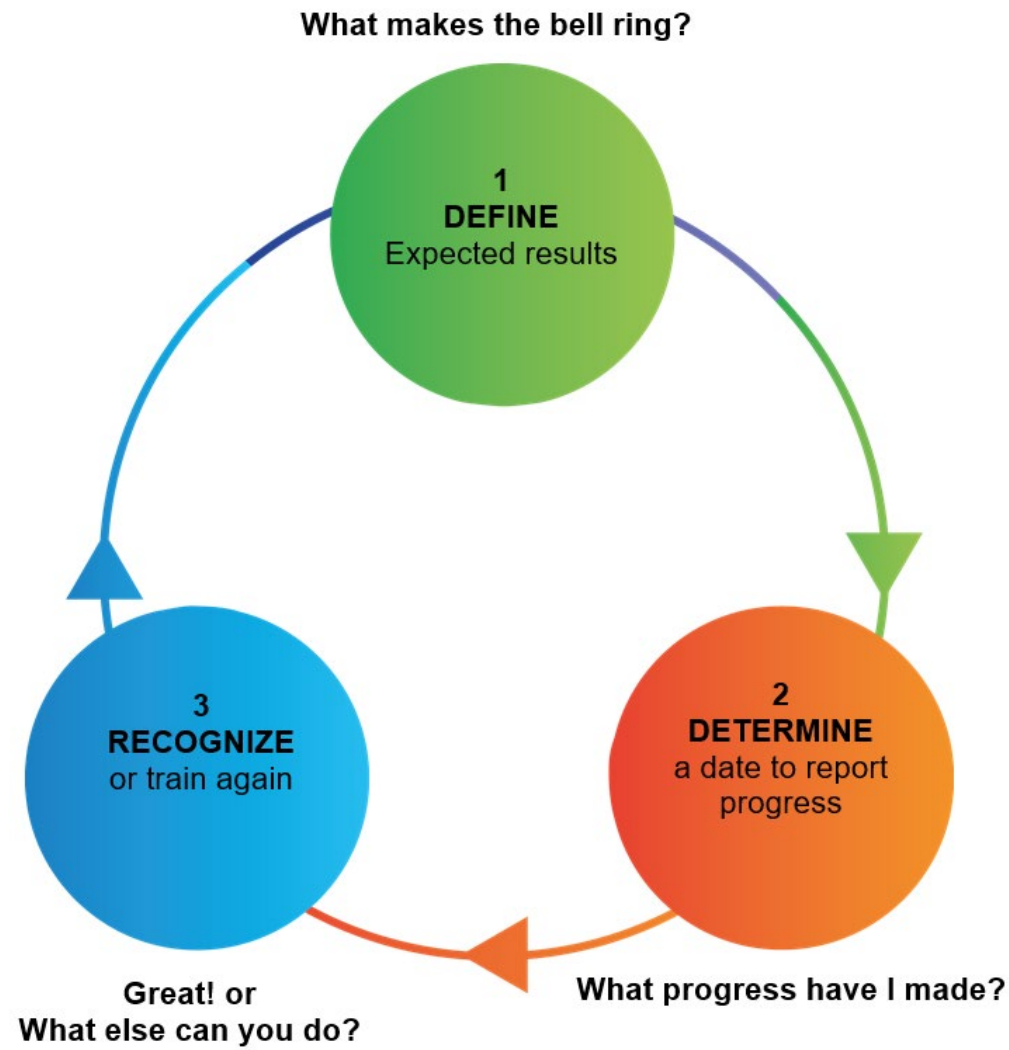 What makes the bell ring?
1
DEFINE
Expected results
2
DETERMINE
a date to report
progress
What progress have I made?
3
RECOGNIZE
or train again
Great! or
What else can you do?